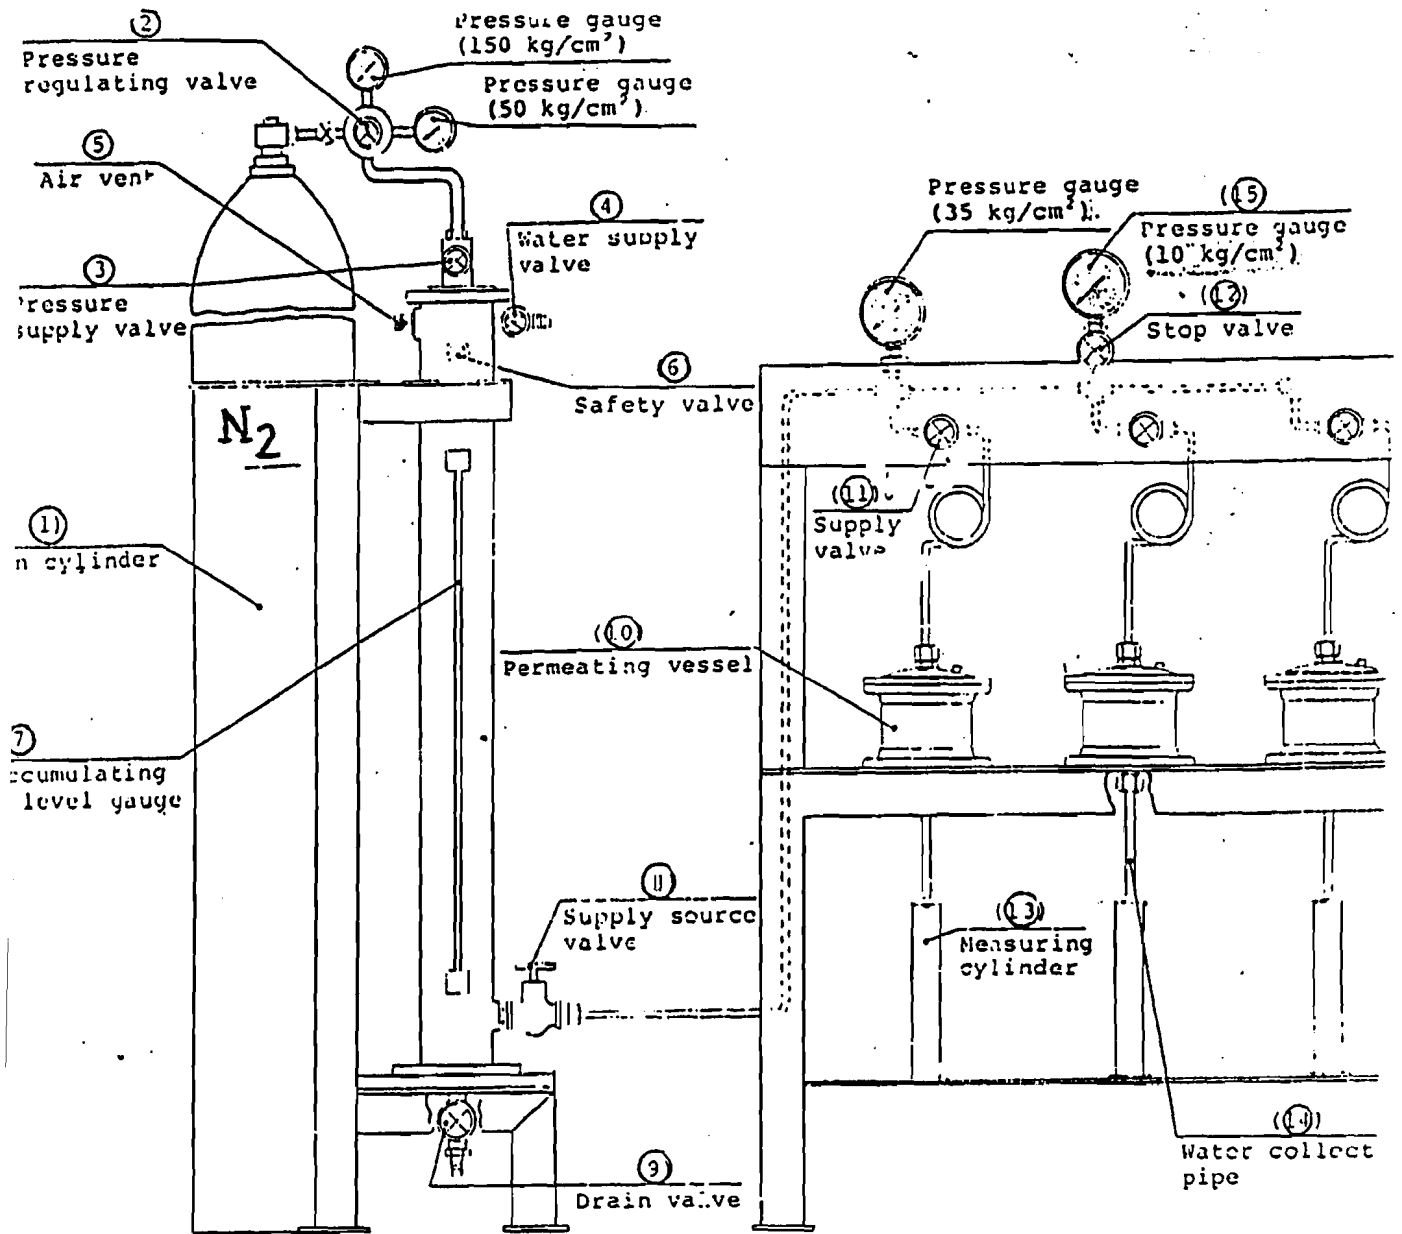 2
Pressure
regulating valve
Pressure gauge
(150 kg/cm²)
Pressure gauge
(50 kg/cm²)
5
Air vent
4
Water supply
valve
3
Pressure
supply valve
6
Safety valve
N2
1)
n cylinder
7
ccumulating
level gauge
Pressure gauge
(35 kg/cm²).
(15)
Pressure gauge
(10 kg/cm²)
(12)
Stop valve
(11)
Supply
valve
(10)
Permeating vessel
Supply source
valve
(13)
Measuring
cylinder
9
Drain valve
(14)
Water collect
pipe